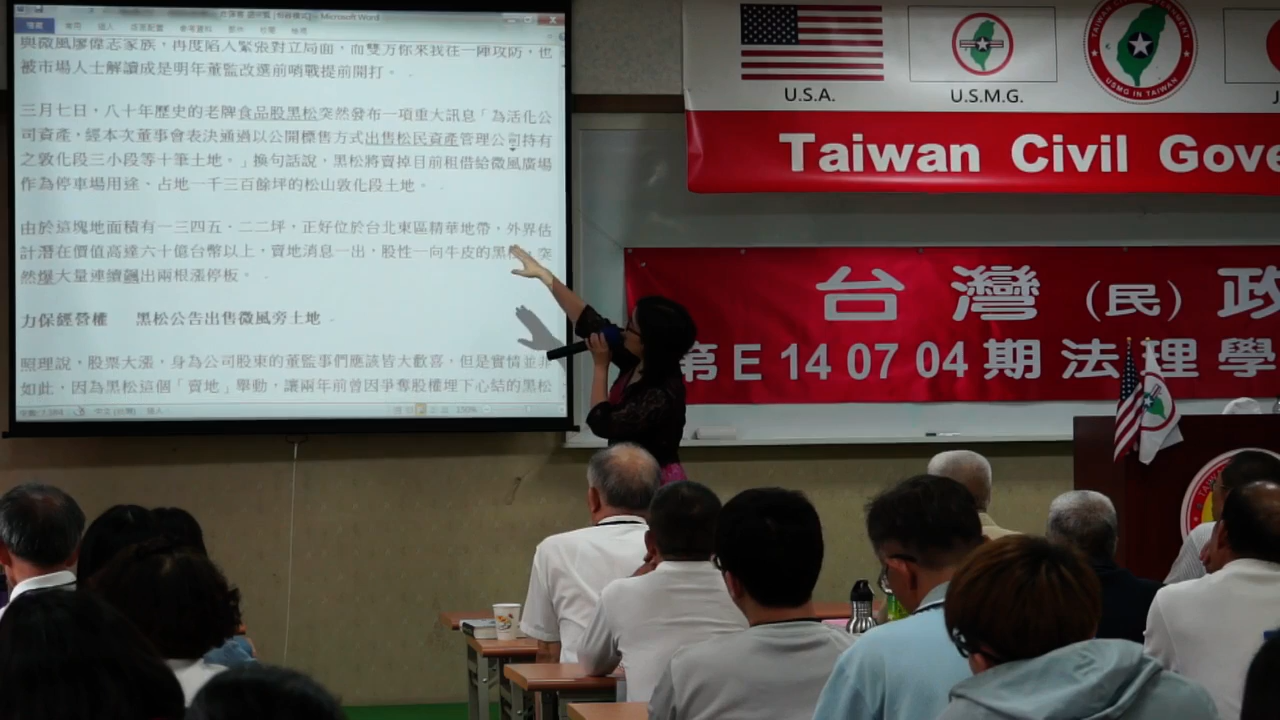 Microsoft Word
與微風廖偉志家族，再度陷入緊張對立局面，而雙方你來我往一陣攻防，也
被市場人士解讀成是明年董監改選前哨戰提前開打。
三月七日，八十年歷史的老牌食品股黑松突然發布一項重大訊息「為活化公
司資產，經本次董事會表決通過以公開標售方式出售松民資產管理公司持有
之敦化段三小段等十筆土地。」換句話說，黑松將賣掉目前租借給微風廣場
作為停車場用途、占地一千三百餘坪的松山敦化段土地。
由於這塊地面積有一三四五．二二坪，正好位於台北東區精華地帶，外界估
計潛在價值高達六十億台幣以上，賣地消息一出，股性一向牛皮的黑松，突
然爆大量連續飆出兩根漲停板。
力保經營權 黑松公告出售微風旁土地
照理說，股票大漲，身為公司股東的董監事們應該皆大歡喜，但是實情並非
如此，因為黑松這個「賣地」舉動，讓兩年前曾因爭奪股權埋下心結的黑松
U.S.A.
U.S.M.G.
TAIWAN CIVIL GOVERNMENT
USMG IN TAIWAN
J
Taiwan Civil Gove
台灣（民）政
第E140704期法理學